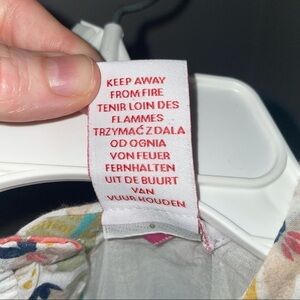 KEEP AWAY
FROM FIRE
TENIR LOIN DES
FLAMMES
TRZYMAĆ Z DALA
OD OGNIA
VON FEUER
FERNHALTEN
UIT DE BUURT
VAN
VUUR HOUDEN